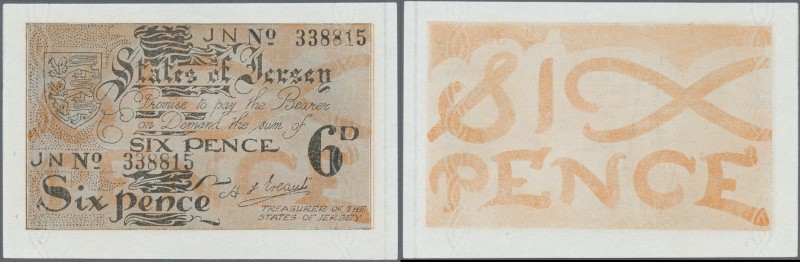 JN Nº 338815
States of Jersey
Promise to pay the Bearer
on Demand the sum of
SIX PENCE
6D
JN Nº 338815
Six pence
TREASURER OF THE
STATES OF JERSEY
SIX
PENCE